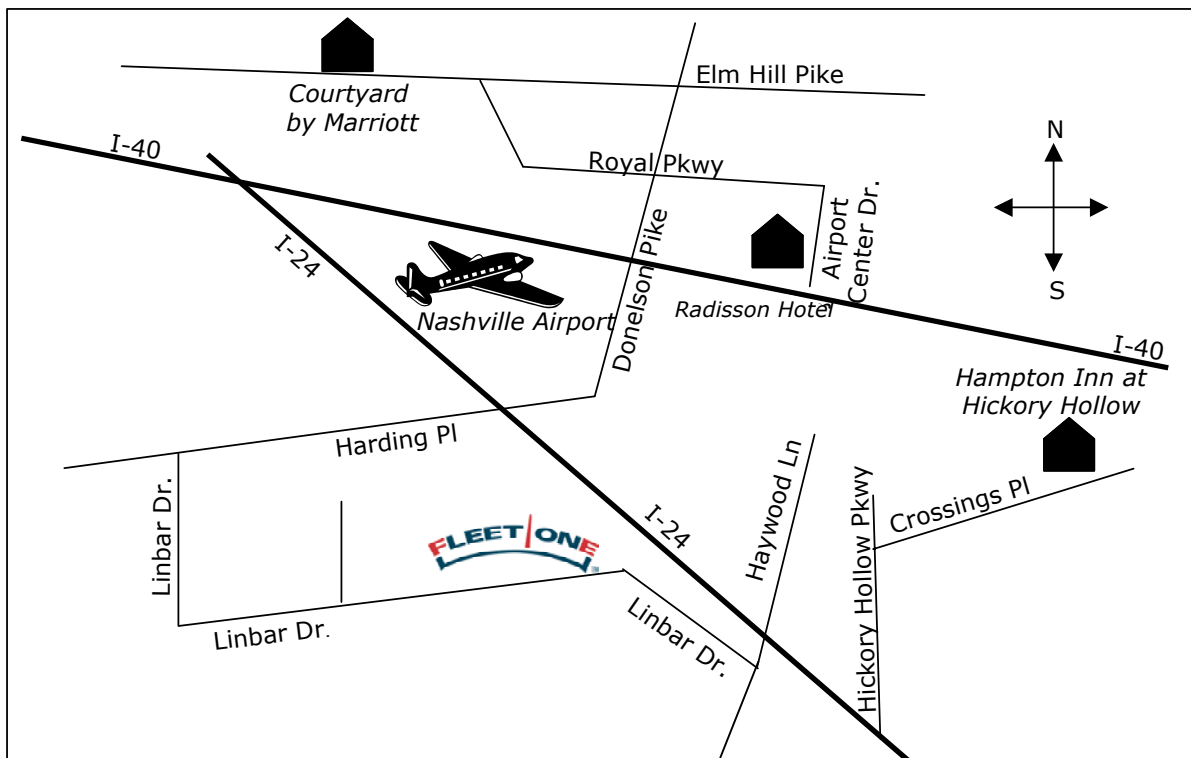 Elm Hill Pike
Courtyard
by Marriott
N
I-40
Royal Pkwy
Airport
Center Dr.
Donelson Pike
I-24
S
Radisson Hotel
Nashville Airport
I-40
Hampton Inn at
Hickory Hollow
Harding Pl
Haywood Ln
Linbar Dr.
Hickory Hollow Pkwy
Crossings Pl
I-24
FLEET ONE
Linbar Dr.
Linbar Dr.